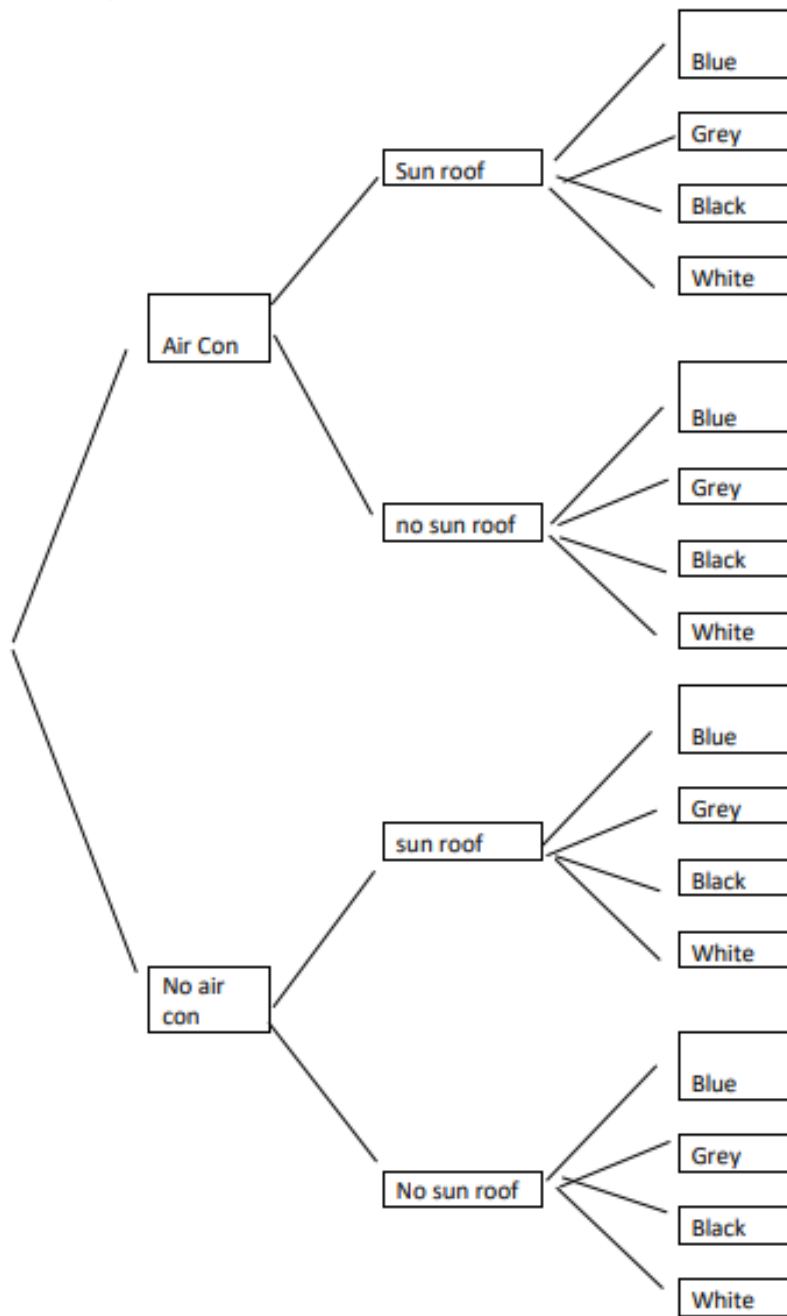 Blue
Grey
Sun roof
Black
White
Air Con
Blue
Grey
no sun roof
Black
White
Blue
Grey
sun roof
Black
White
No air
con
Blue
Grey
No sun roof
Black
White